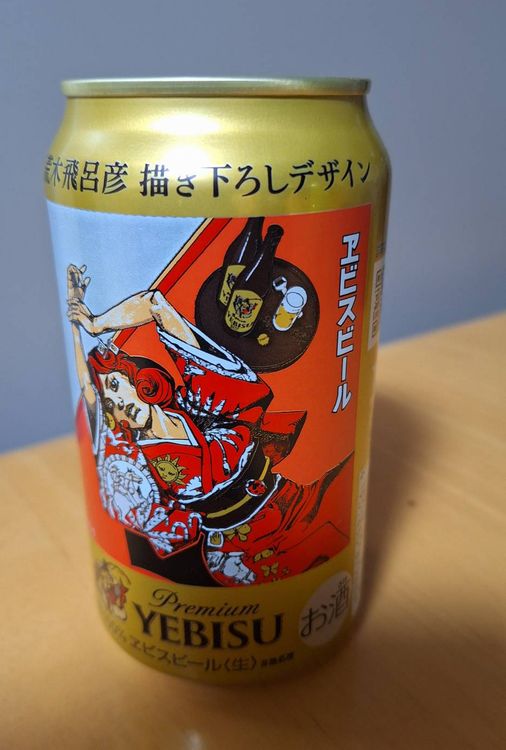 荒木飛呂彦 描き下ろしデザイン
ヱビスビール
YEBISU
Premium
YEBISU
ヱビスビール〈生〉
お酒